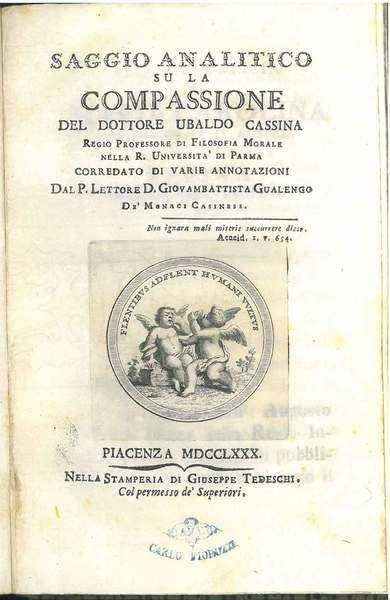 SAGGIO ANALITICO
SU LA
COMPASSIONE
DEL DOTTORE UBALDO CASSINA
REGIO PROFESSORE DI FILOSOFIA MORALE
NELLA R. UNIVERSITA' DI PARMA
CORREDATO DI VARIE ANNOTAZIONI
DAL P. LETTORE D. GIOVAMBATTISTA GUALENGO
DE' MONACI CASINESI.
Non ignara mali miseris succurrere disco.
Aeneid. I. v. 634.
FLENTIBUS ADFLENT HUMANI VULTUS
PIACENZA MDCCLXXX.
NELLA STAMPERIA DI GIUSEPPE TEDESCHI.
Col permesso de' Superiori.
CARLO